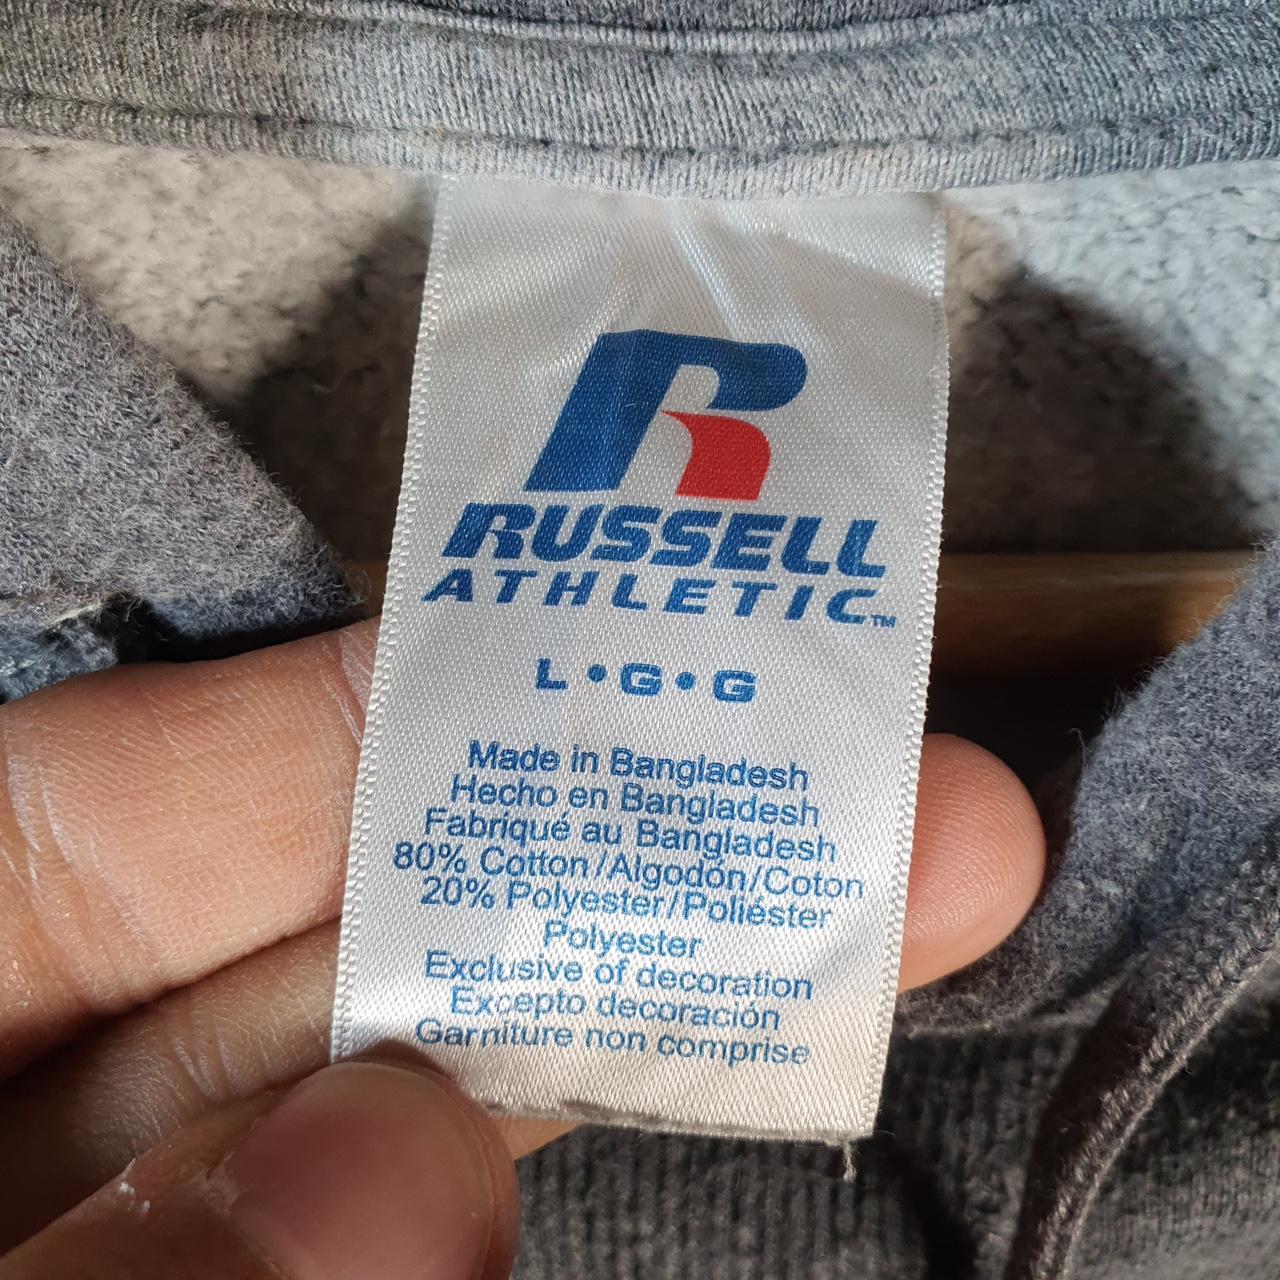 R
RUSSELL
ATHLETIC™
L•G•G
Made in Bangladesh
Hecho en Bangladesh
Fabriqué au Bangladesh
80% Cotton/Algodón/Coton
20% Polyester/Poliéster
Polyester
Exclusive of decoration
Excepto decoración
Garniture non comprise